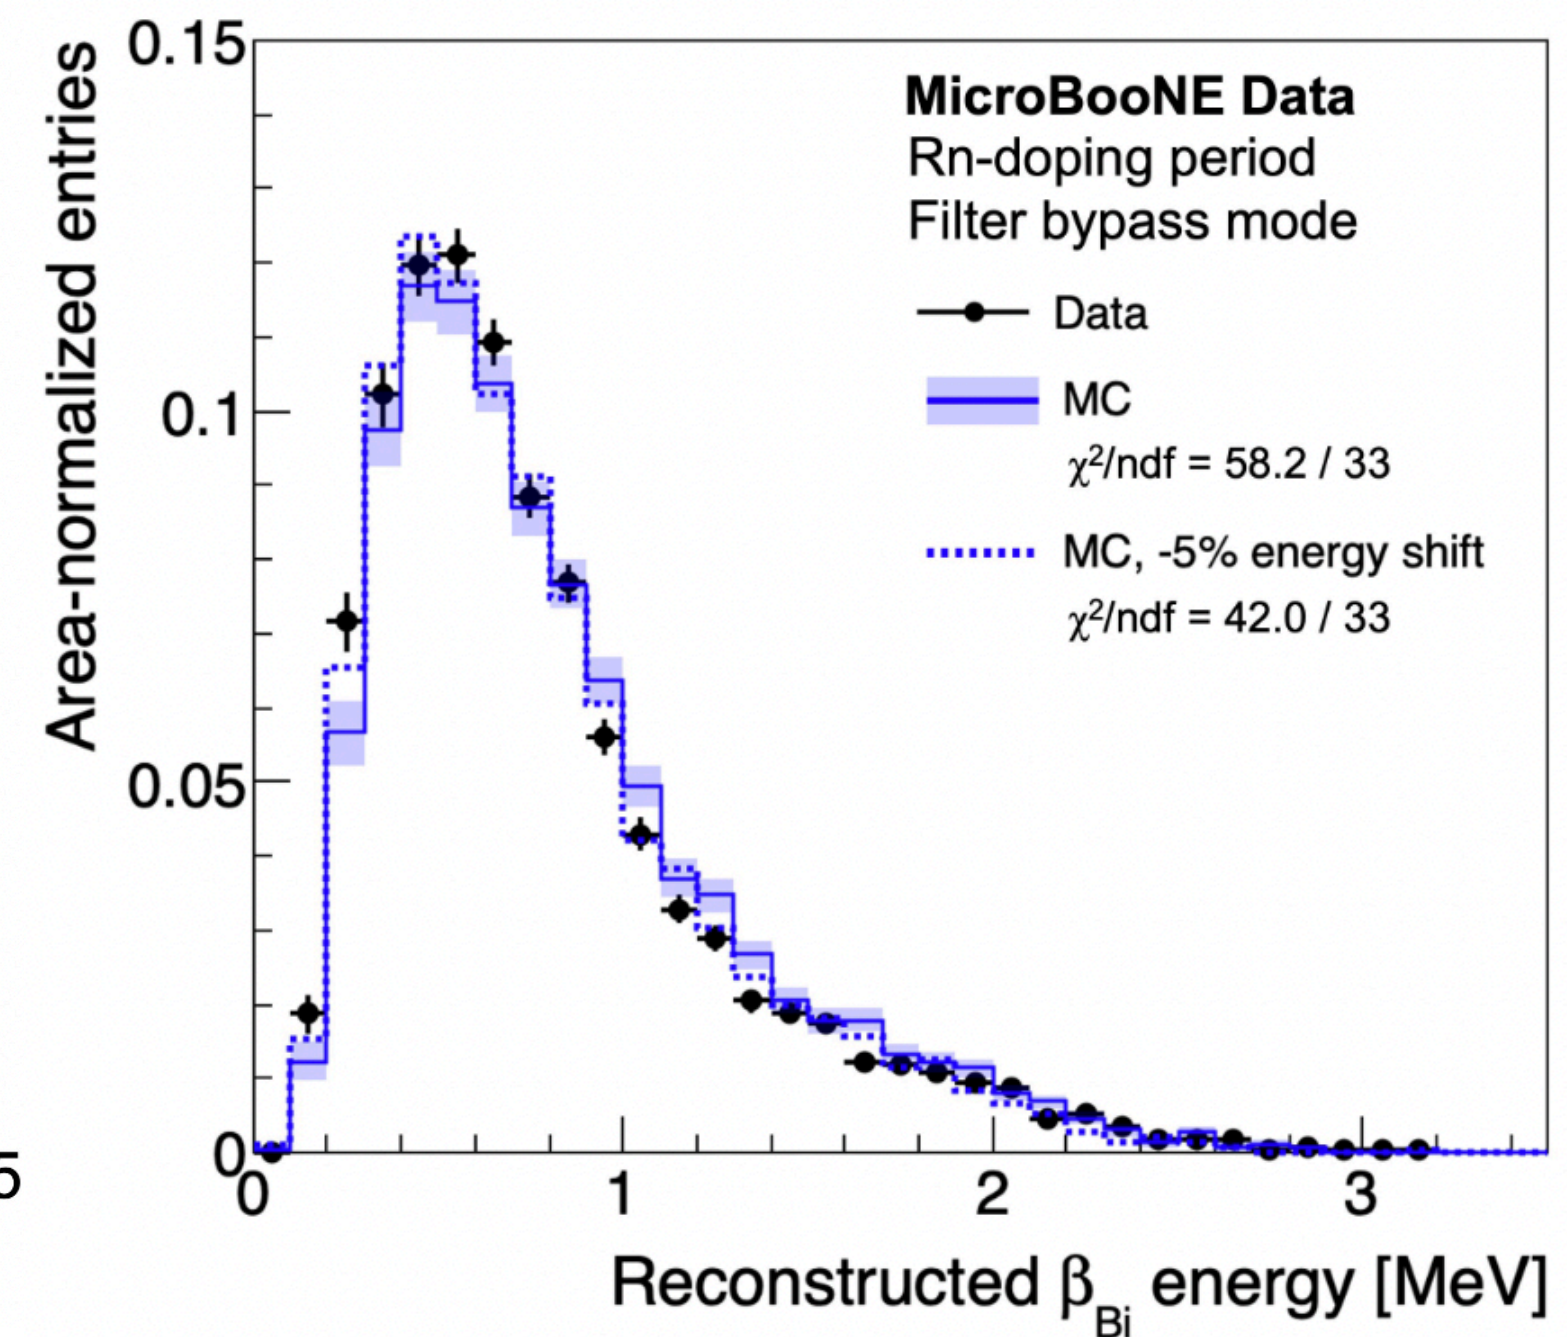 0.15
0.1
0.05
0
Area-normalized entries
MicroBooNE Data
Rn-doping period
Filter bypass mode
Data
MC
χ²/ndf = 58.2 / 33
MC, -5% energy shift
χ²/ndf = 42.0 / 33
5
0 1 2 3
Reconstructed β_Bi energy [MeV]